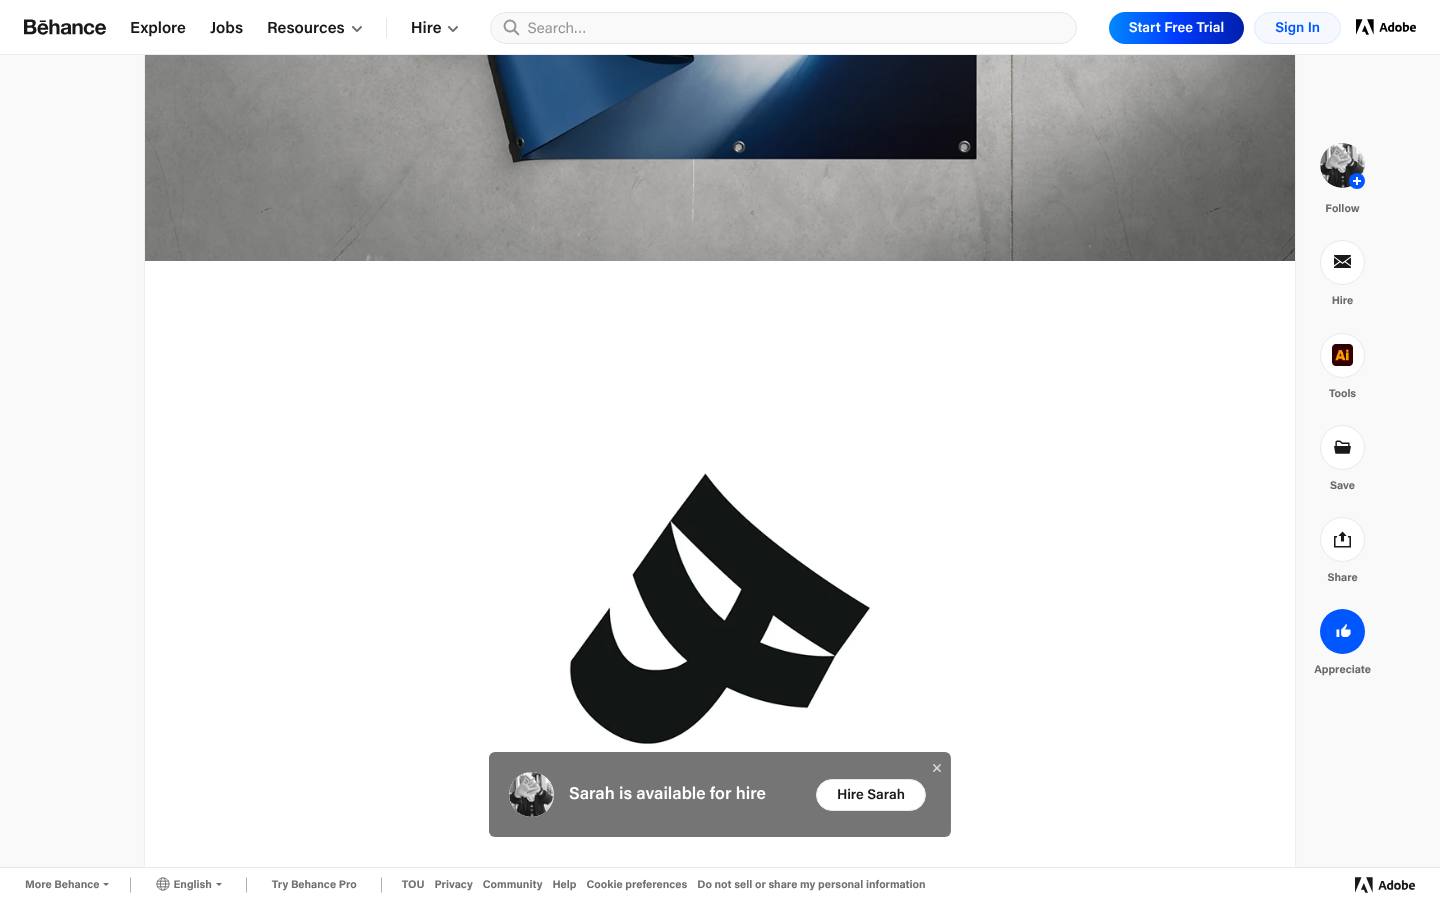 Bēhance
Explore
Jobs
Resources
Hire
Search...
Start Free Trial
Sign In
Adobe
Follow
Hire
Ai
Tools
Save
Share
Appreciate
Sarah is available for hire
Hire Sarah
More Behance
English
Try Behance Pro
TOU
Privacy
Community
Help
Cookie preferences
Do not sell or share my personal information
Adobe